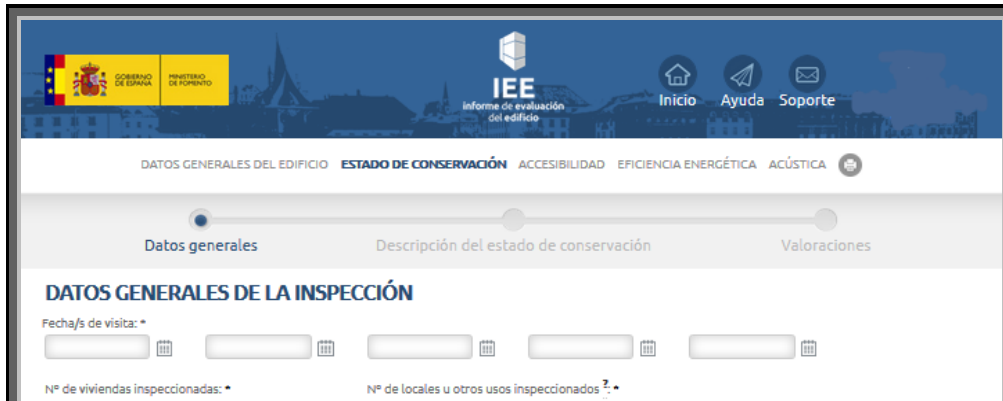 GOBIERNO
DE ESPAÑA
MINISTERIO
DE FOMENTO
IEE
informe de evaluación
del edificio
Inicio Ayuda Soporte
DATOS GENERALES DEL EDIFICIO ESTADO DE CONSERVACIÓN ACCESIBILIDAD EFICIENCIA ENERGÉTICA ACÚSTICA
Datos generales Descripción del estado de conservación Valoraciones
DATOS GENERALES DE LA INSPECCIÓN
Fecha/s de visita: *
Nº de viviendas inspeccionadas: * Nº de locales u otros usos inspeccionados ?: *